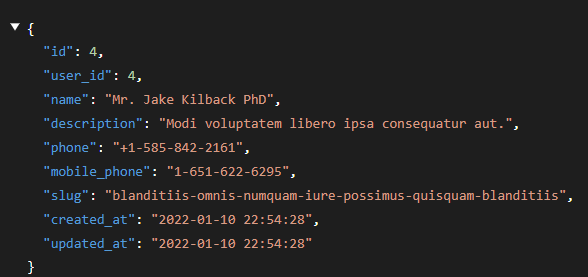 {
"id": 4,
"user_id": 4,
"name": "Mr. Jake Kilback PhD",
"description": "Modi voluptatem libero ipsa consequatur aut.",
"phone": "+1-585-842-2161",
"mobile_phone": "1-651-622-6295",
"slug": "blanditiis-omnis-numquam-iure-possimus-quisquam-blanditiis",
"created_at": "2022-01-10 22:54:28",
"updated_at": "2022-01-10 22:54:28"
}